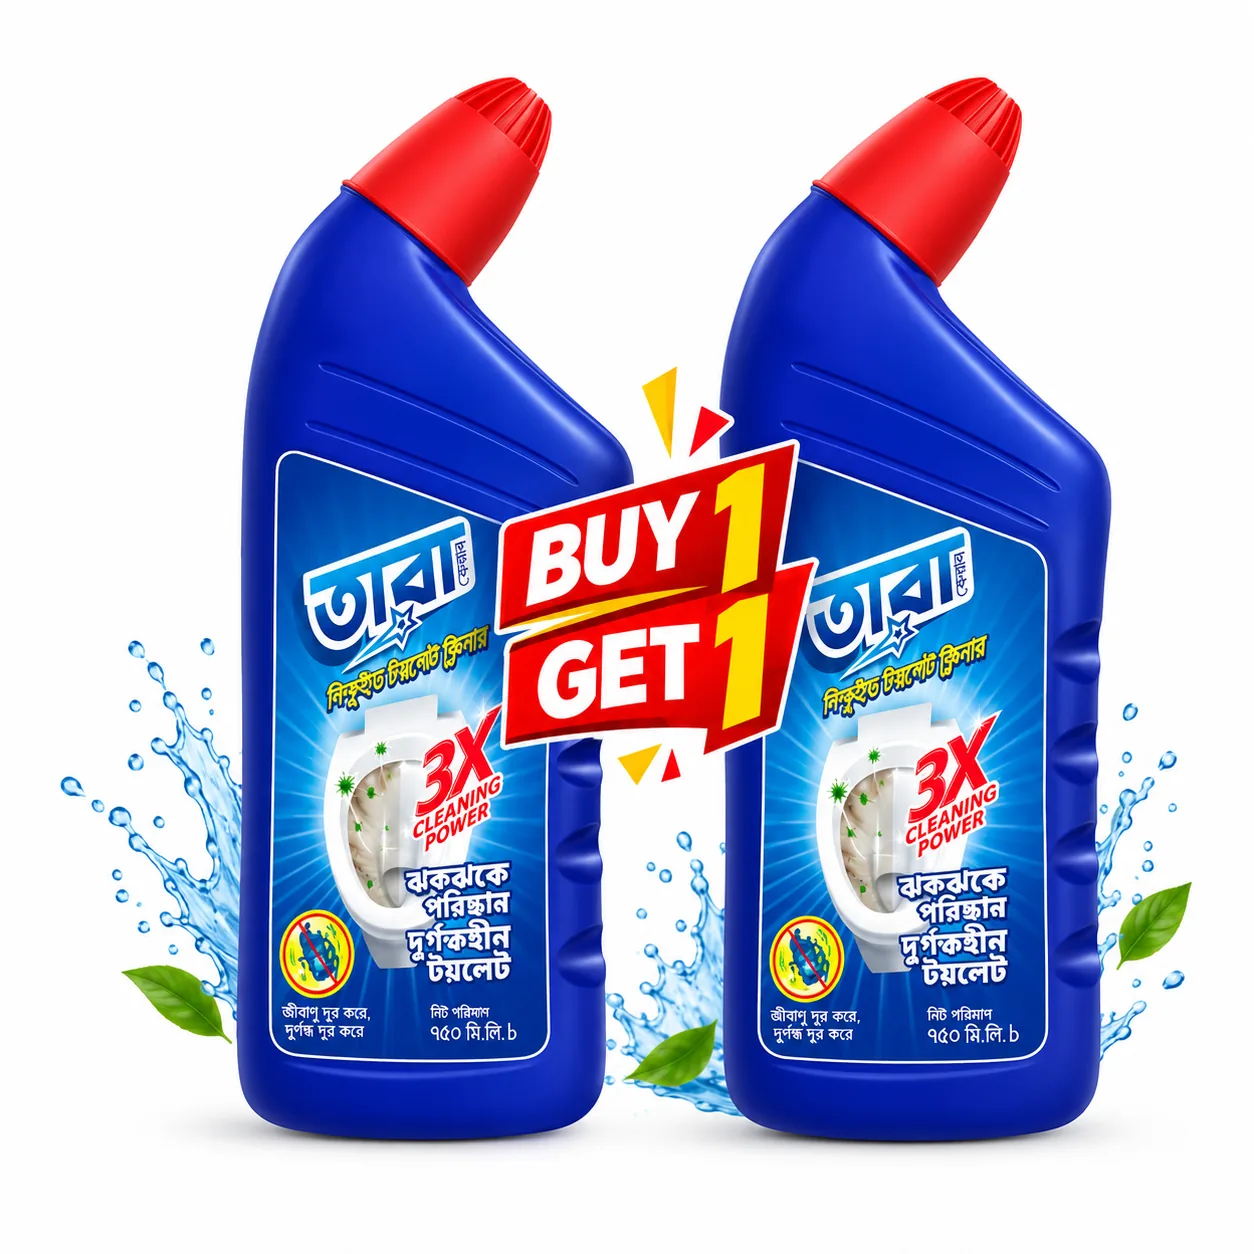 তারা
কেয়ার
লিকুইড টয়লেট ক্লিনার
3X
CLEANING
POWER
ঝকঝকে
পরিচ্ছান
দুর্গন্ধহীন
টয়লেট
জীবাণু দূর করে,
দুর্গন্ধ দূর করে
নিট পরিমাণ
৭৫০ মি.লি.
BUY 1
GET 1
তারা
কেয়ার
লিকুইড টয়লেট ক্লিনার
3X
CLEANING
POWER
ঝকঝকে
পরিচ্ছান
দুর্গন্ধহীন
টয়লেট
জীবাণু দূর করে,
দুর্গন্ধ দূর করে
নিট পরিমাণ
৭৫০ মি.লি.